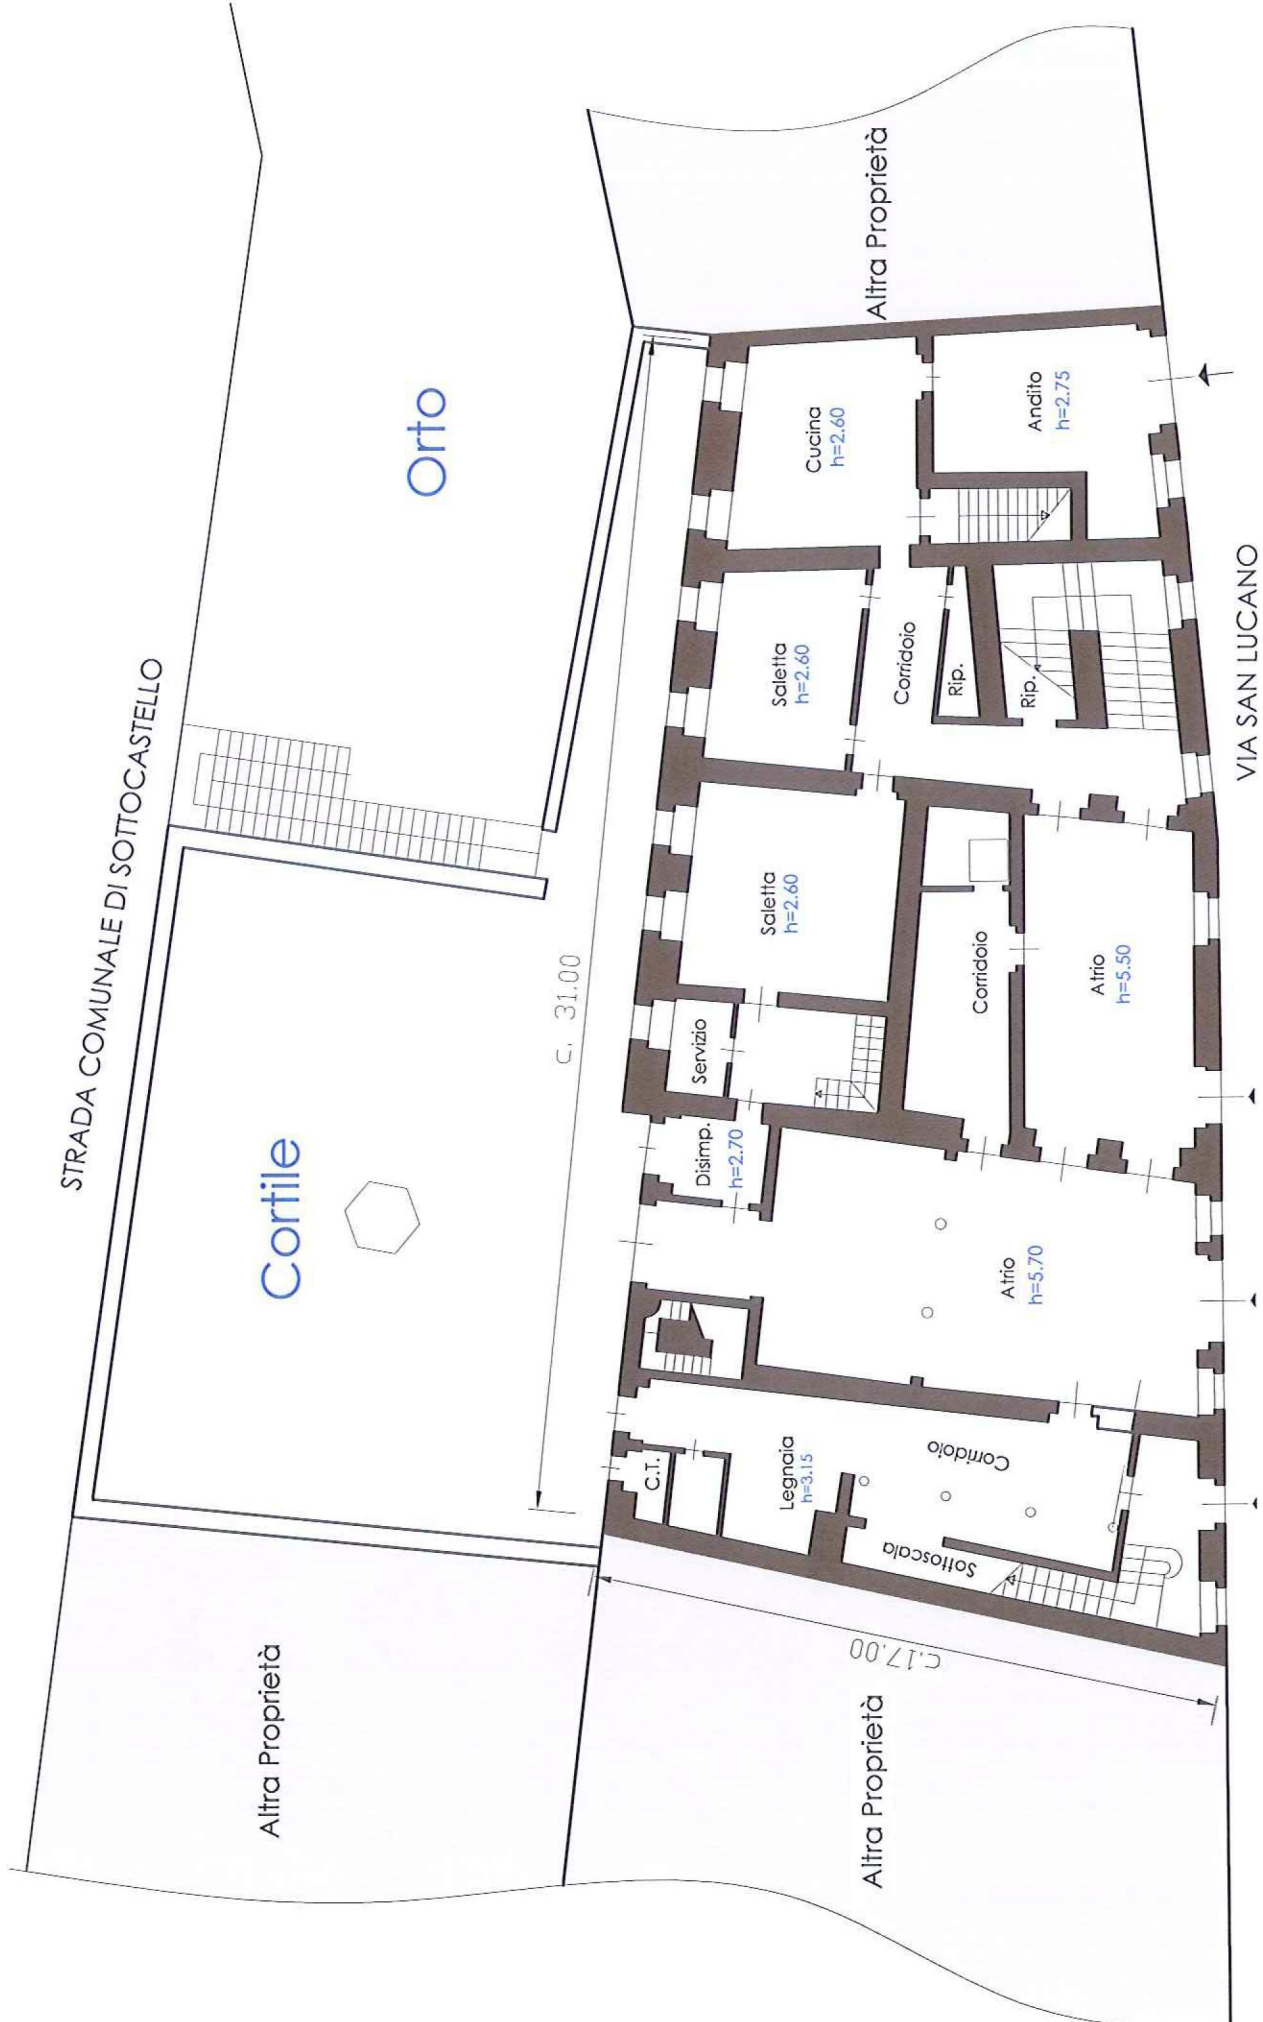 STRADA COMUNALE DI SOTTOCASTELLO
Altra Proprietà
Cortile
Orto
c. 31.00
C.T.
Disimp.
h=2.70
Servizio
Saletta
h=2.60
Saletta
h=2.60
Cucina
h=2.60
Altra Proprietà
Legnaia
h=3.15
Corridoio
Sottoscala
Corridoio
Corridoio
Rip.
Rip.
Andito
h=2.75
Atrio
h=5.70
Atrio
h=5.50
c.17.00
Altra Proprietà
VIA SAN LUCANO